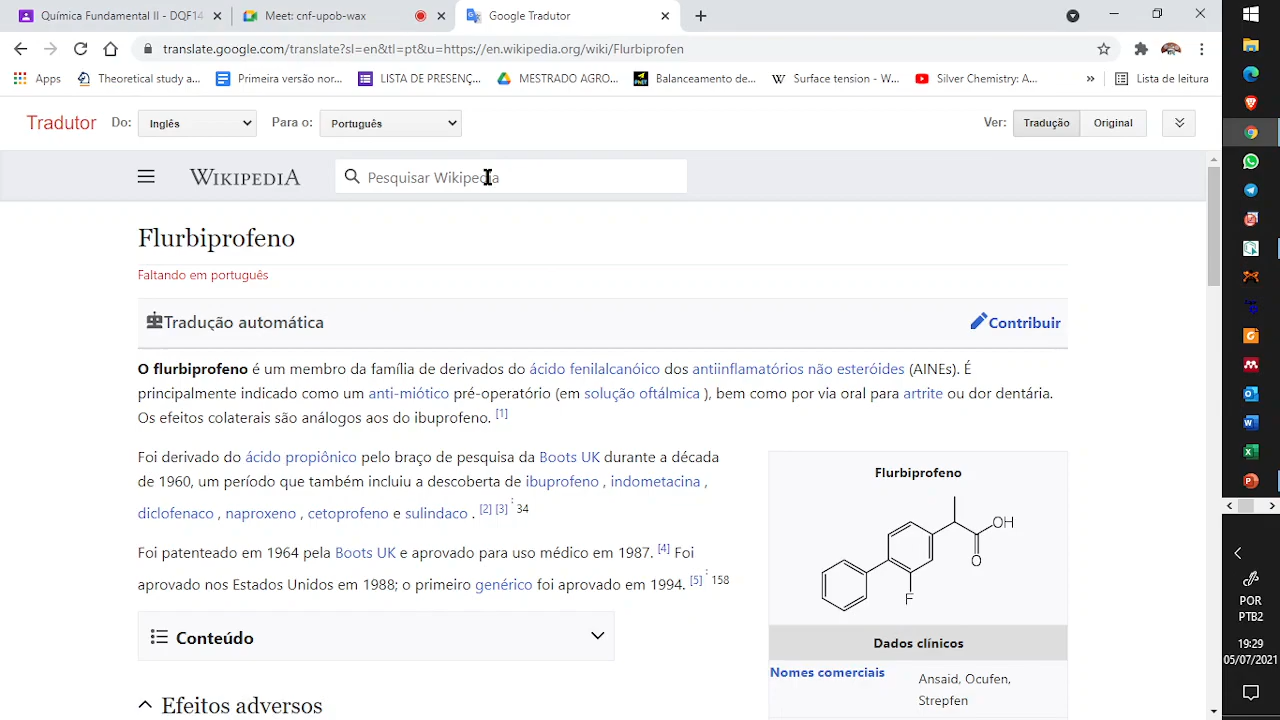 Química Fundamental II - DQF14
Meet: cnf-upob-wax
Google Tradutor
translate.google.com/translate?sl=en&tl=pt&u=https://en.wikipedia.org/wiki/Flurbiprofen
Apps
Theoretical study a...
Primeira versão nor...
LISTA DE PRESENÇ...
MESTRADO AGRO...
Balanceamento de...
Surface tension - W...
Silver Chemistry: A...
»
Lista de leitura
Tradutor Do: Inglês Para o: Português Ver: Tradução Original
WIKIPEDIA Pesquisar Wikipedia
Flurbiprofeno
Faltando em português
Tradução automática Contribuir
O flurbiprofeno é um membro da família de derivados do ácido fenilalcanóico dos antiinflamatórios não esteróides (AINEs). É
principalmente indicado como um anti-miótico pré-operatório (em solução oftálmica ), bem como por via oral para artrite ou dor dentária.
Os efeitos colaterais são análogos aos do ibuprofeno. [1]
Foi derivado do ácido propiônico pelo braço de pesquisa da Boots UK durante a década
de 1960, um período que também incluiu a descoberta de ibuprofeno , indometacina ,
diclofenaco , naproxeno , cetoprofeno e sulindaco . [2] [3] :
Foi patenteado em 1964 pela Boots UK e aprovado para uso médico em 1987. [4] Foi
aprovado nos Estados Unidos em 1988; o primeiro genérico foi aprovado em 1994. [5] : 158
Conteúdo
Efeitos adversos
Flurbiprofeno
OH
O
F
Dados clínicos
Nomes comerciais Ansaid, Ocufen,
Strepfen
POR
PTB2
19:29
05/07/2021